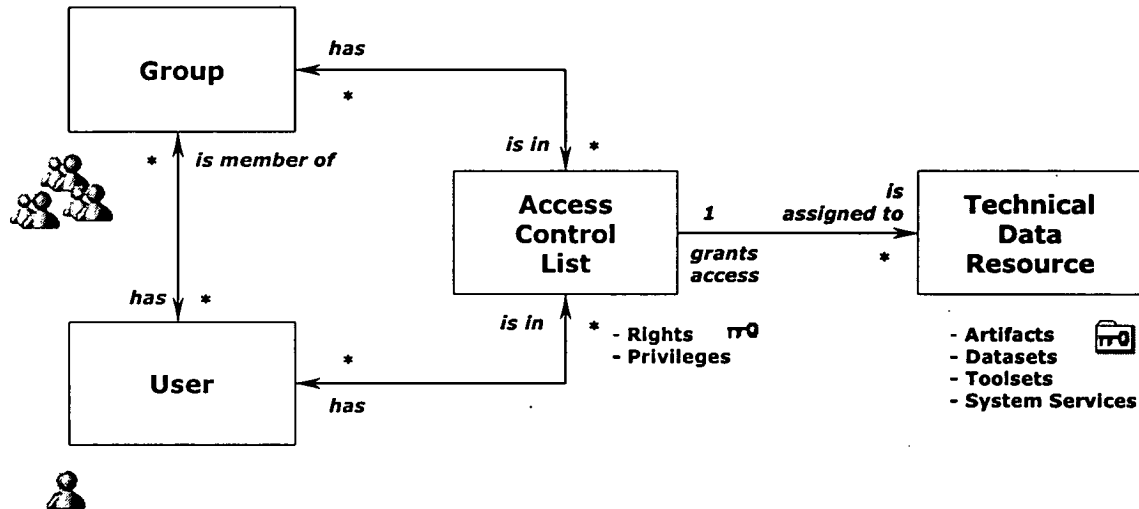 Group
has
*
* is member of
is in *
Access
Control
List
1
is
assigned to
grants
access
*
Technical
Data
Resource
has *
is in
*
- Rights
- Privileges
- Artifacts
- Datasets
- Toolsets
- System Services
User
*
has